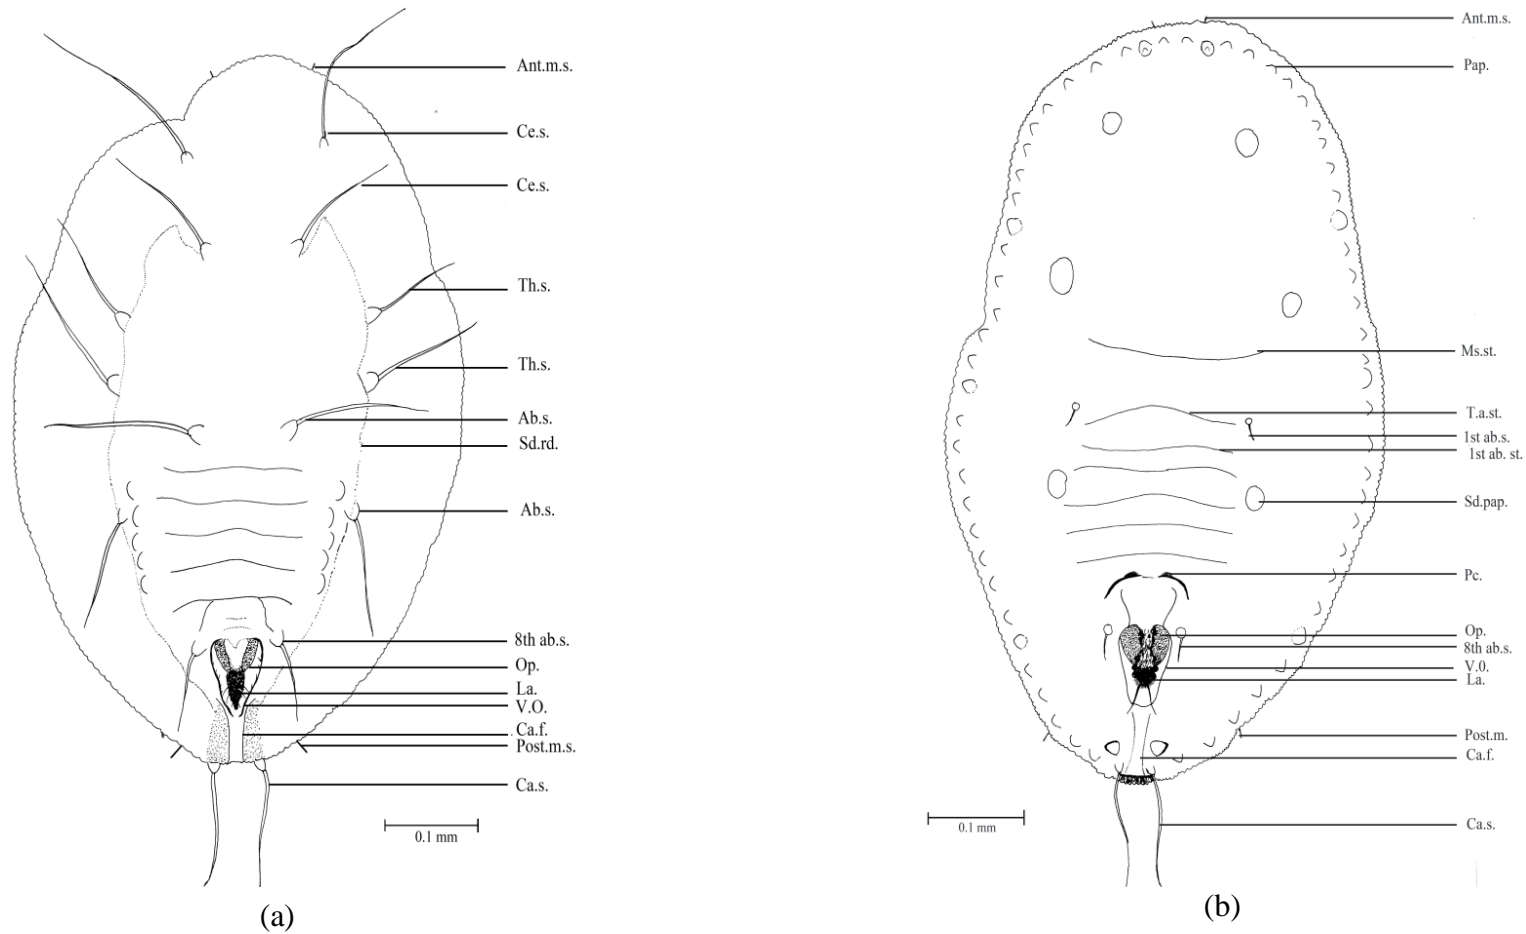 Ant.m.s.
Ce.s.
Ce.s.
Th.s.
Th.s.
Ab.s.
Sd.rd.
Ab.s.
8th ab.s.
Op.
La.
V.O.
Ca.f.
Post.m.s.
Ca.s.
0.1 mm
(a)
Ant.m.s.
Pap.
Ms.st.
T.a.st.
1st ab.s.
1st ab. st.
Sd.pap.
Pc.
Op.
8th ab.s.
V.0.
La.
Post.m.
Ca.f.
Ca.s.
0.1 mm
(b)